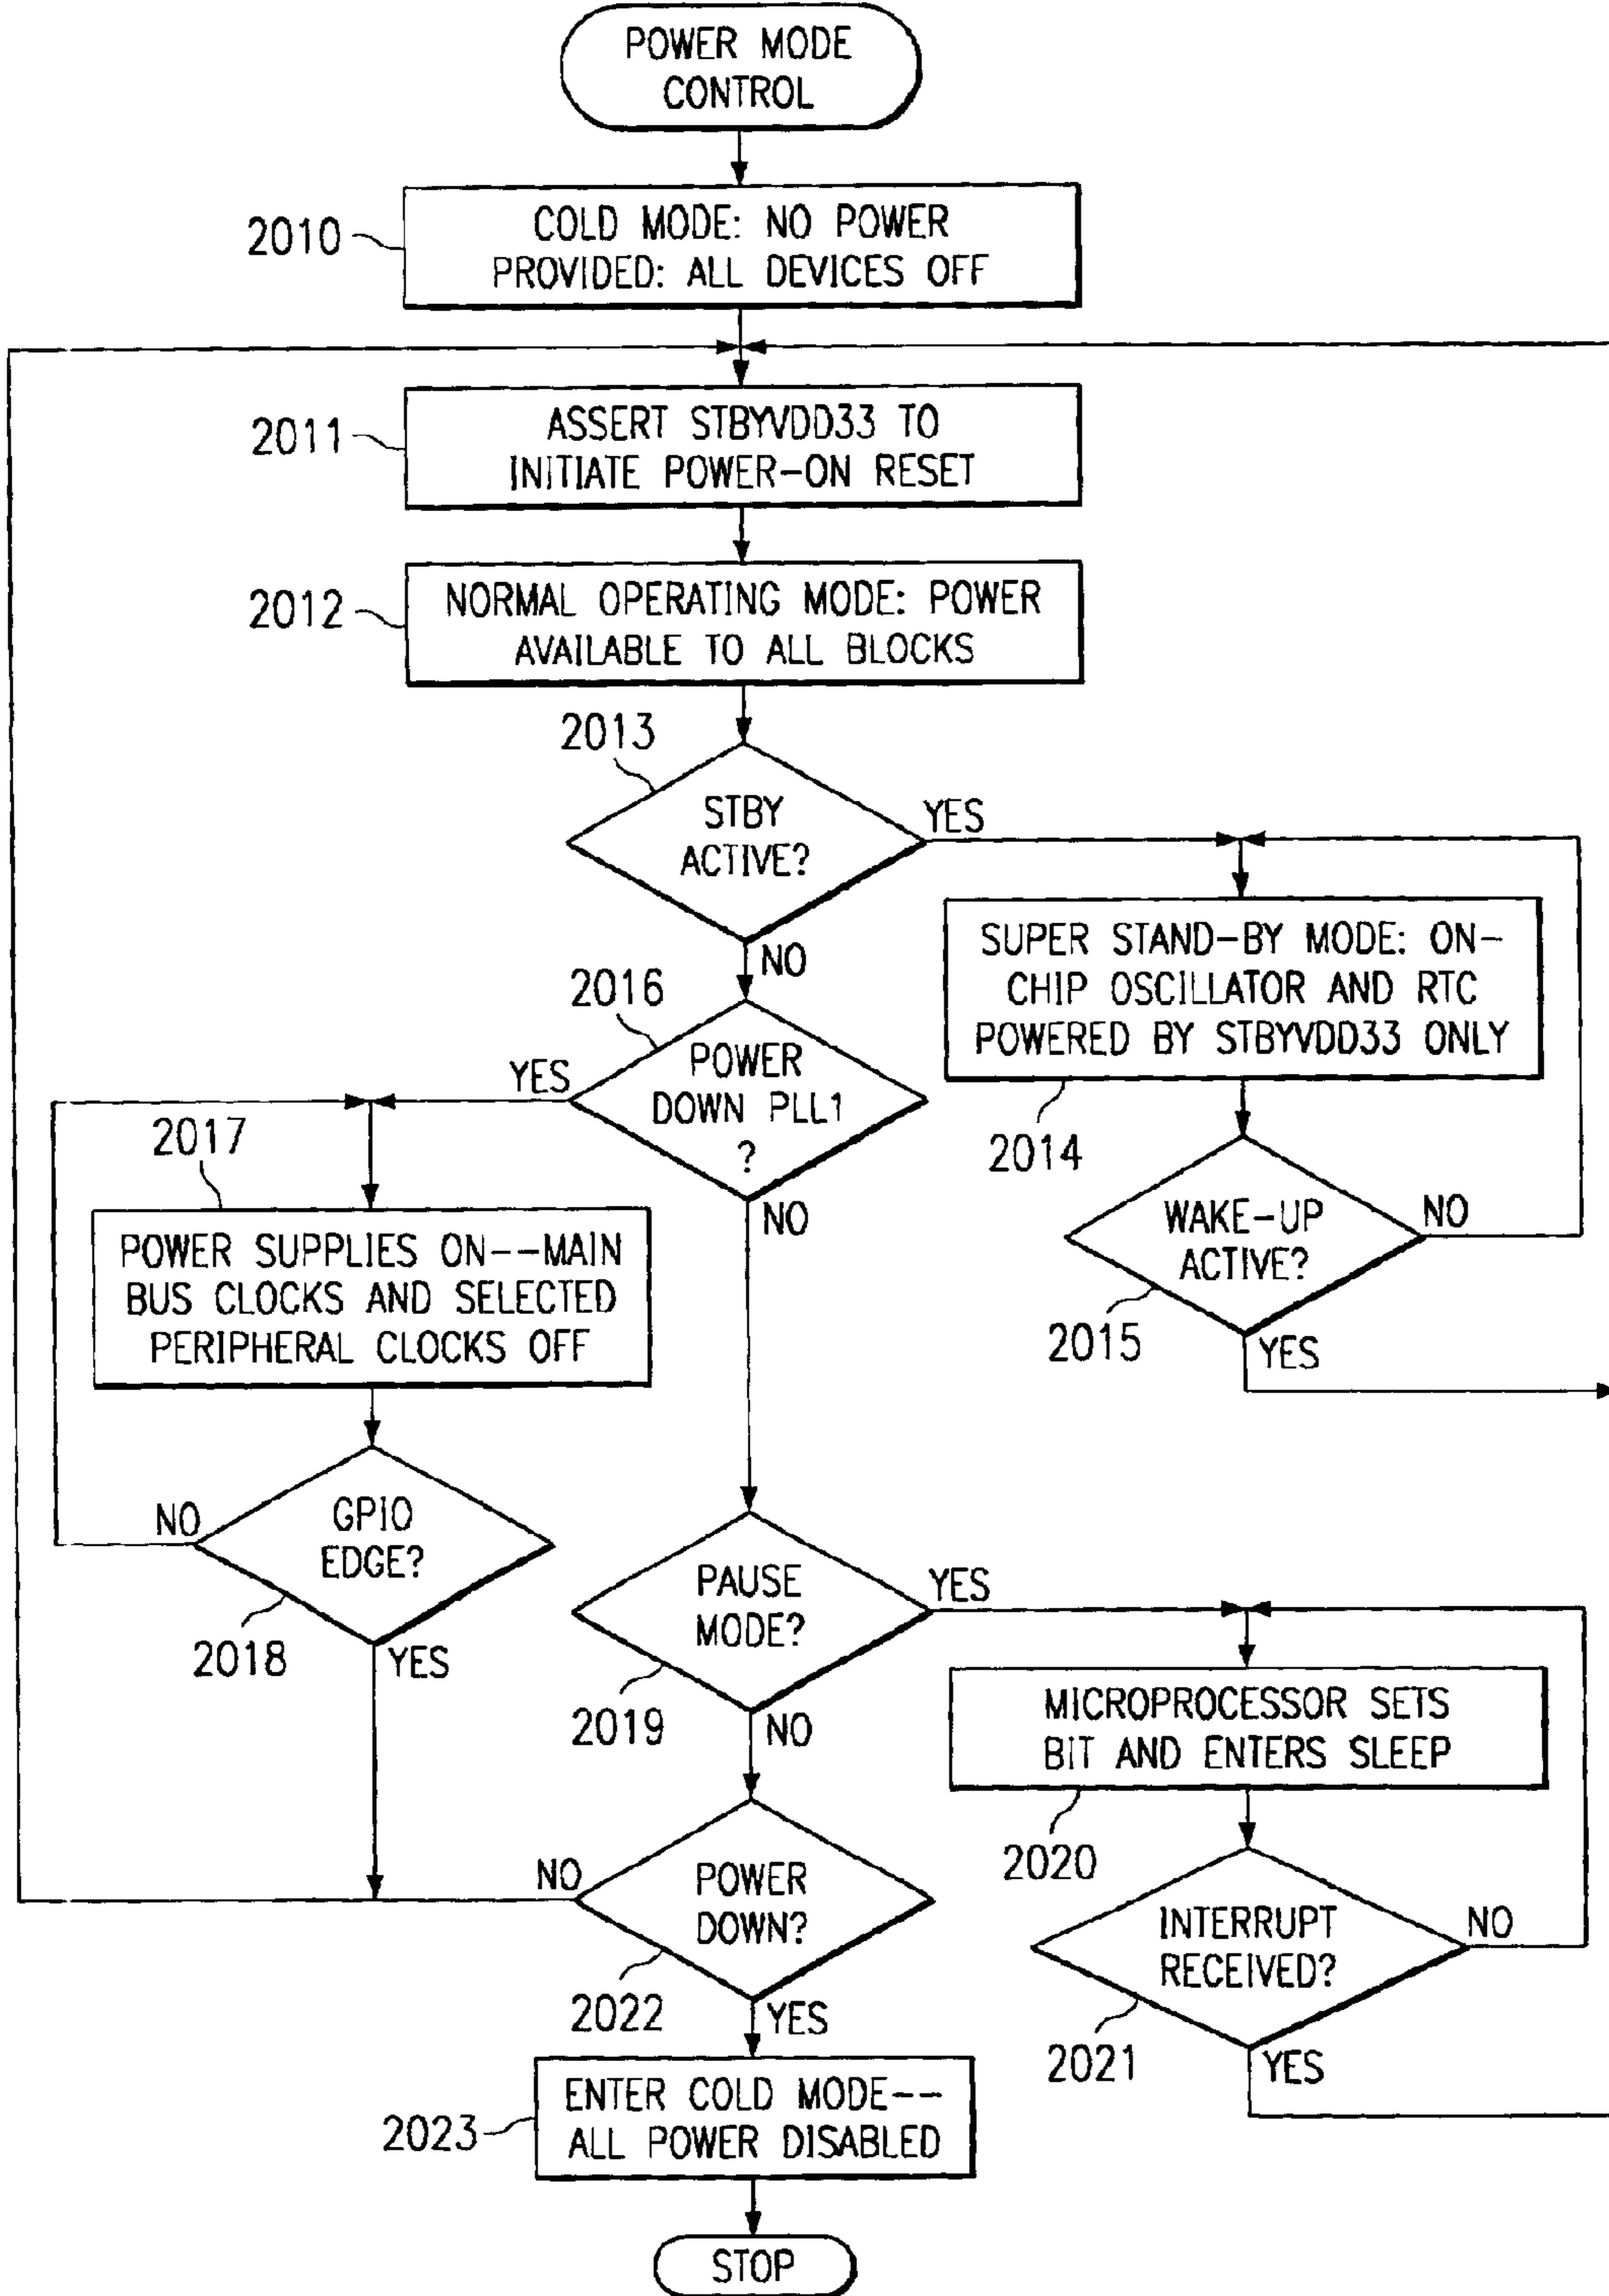 POWER MODE
CONTROL
2010
COLD MODE: NO POWER
PROVIDED: ALL DEVICES OFF
2011
ASSERT STBYVDD33 TO
INITIATE POWER-ON RESET
2012
NORMAL OPERATING MODE: POWER
AVAILABLE TO ALL BLOCKS
2013
STBY
ACTIVE?
YES
NO
SUPER STAND-BY MODE: ON-
CHIP OSCILLATOR AND RTC
POWERED BY STBYVDD33 ONLY
2014
WAKE-UP
ACTIVE?
NO
2015
YES
2016
POWER
DOWN PLL1
?
YES
NO
2017
POWER SUPPLIES ON--MAIN
BUS CLOCKS AND SELECTED
PERIPHERAL CLOCKS OFF
GPIO
EDGE?
NO
2018
YES
PAUSE
MODE?
YES
2019
NO
MICROPROCESSOR SETS
BIT AND ENTERS SLEEP
2020
INTERRUPT
RECEIVED?
NO
2021
YES
POWER
DOWN?
NO
2022
YES
ENTER COLD MODE--
ALL POWER DISABLED
2023
STOP